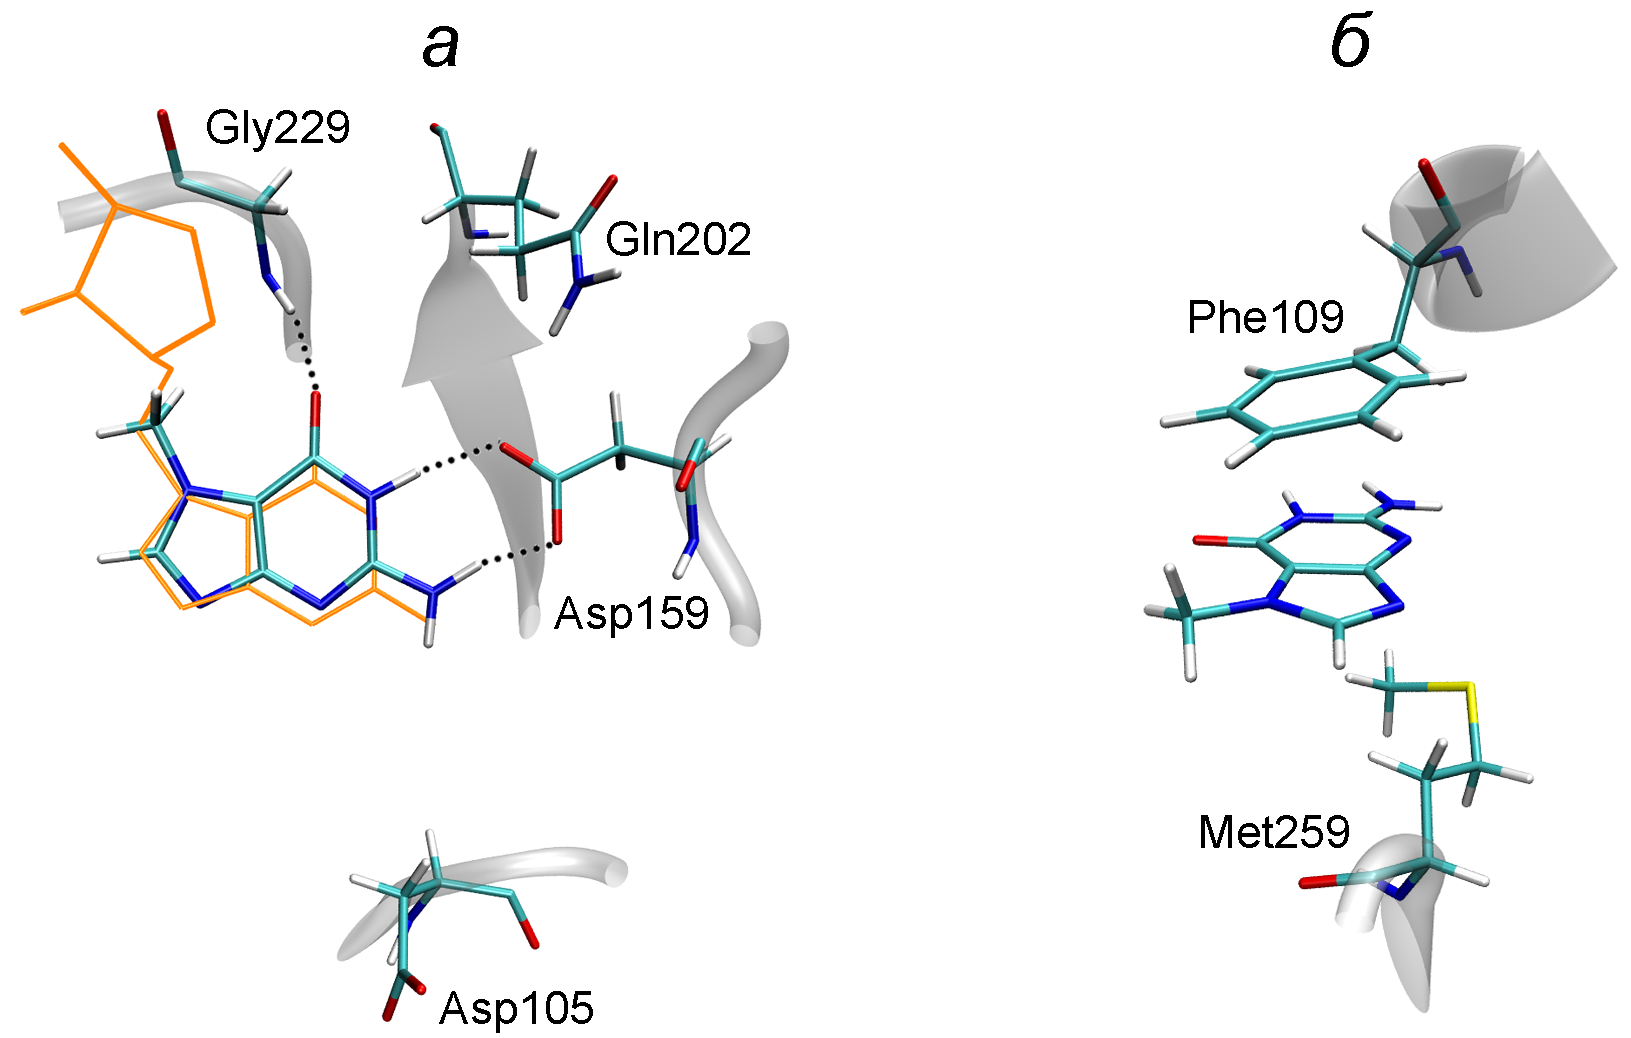 а
б
Gly229
Gln202
Phe109
Asp159
Met259
Asp105